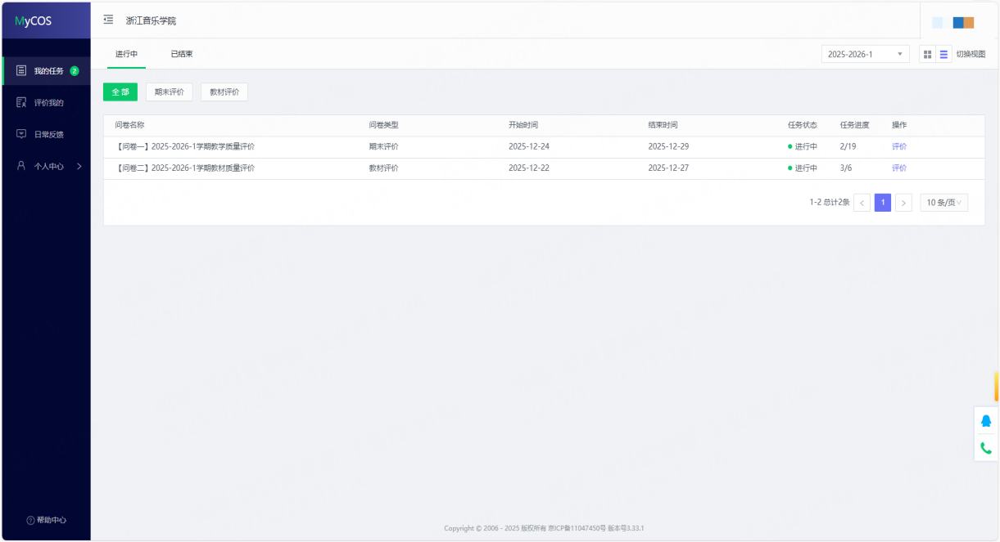 MyCOS
浙江音乐学院
我的任务 2
评价我的
日常反馈
个人中心
帮助中心
进行中 已结束
2025-2026-1 切换视图
全部 期末评价 教材评价
问卷名称 问卷类型 开始时间 结束时间 任务状态 任务进度 操作
【问卷一】2025-2026-1学期教学质量评价 期末评价 2025-12-24 2025-12-29 进行中 2/19 评价
【问卷二】2025-2026-1学期教材质量评价 教材评价 2025-12-22 2025-12-27 进行中 3/6 评价
1-2 总计2条 < 1 > 10 条/页
Copyright © 2006 - 2025 版权所有 京ICP备11047450号 版本号3.33.1